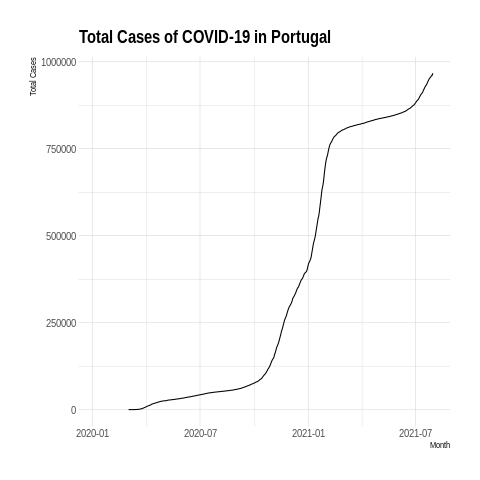 Total Cases of COVID-19 in Portugal
Total Cases
1000000
750000
500000
250000
0
2020-01 2020-07 2021-01 2021-07
Month